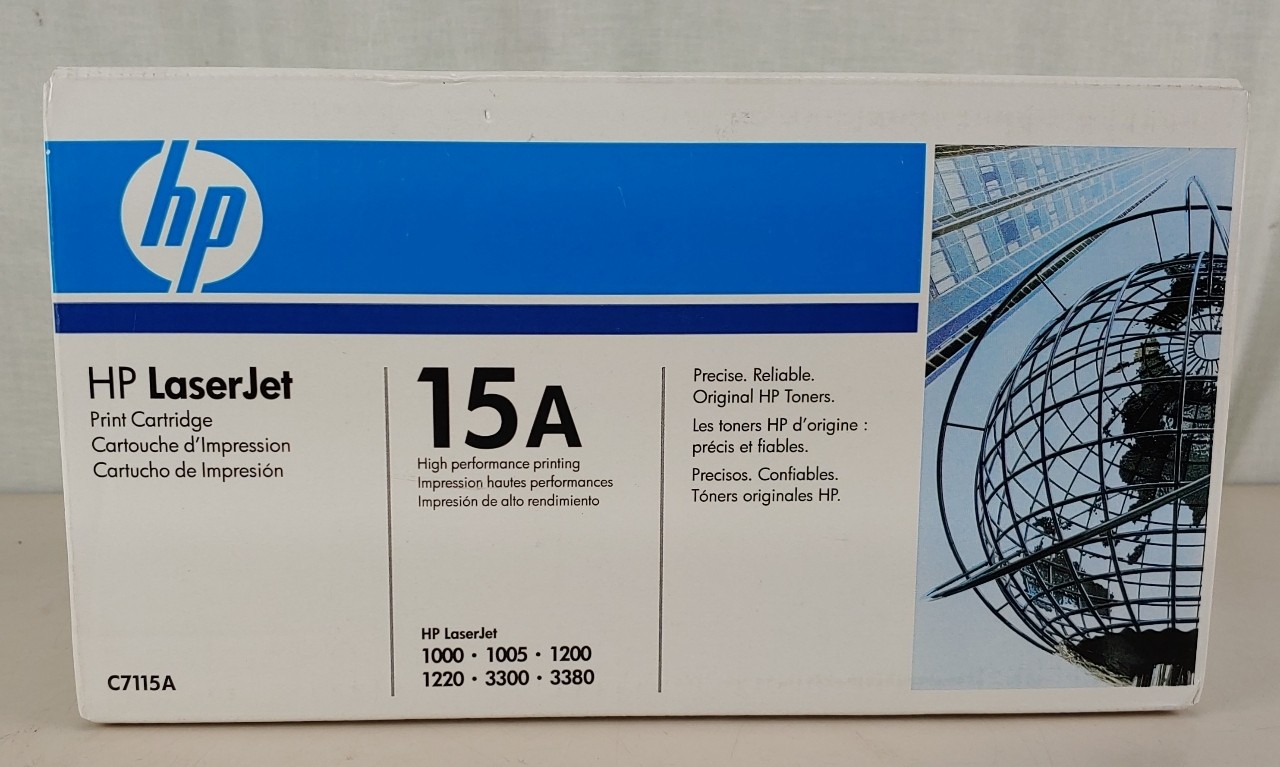 hp
HP LaserJet
Print Cartridge
Cartouche d'Impression
Cartucho de Impresión
C7115A
15A
High performance printing
Impression hautes performances
Impresión de alto rendimiento
HP LaserJet
1000 • 1005 • 1200
1220 • 3300 • 3380
Precise. Reliable.
Original HP Toners.
Les toners HP d'origine :
précis et fiables.
Precisos. Confiables.
Tóners originales HP.